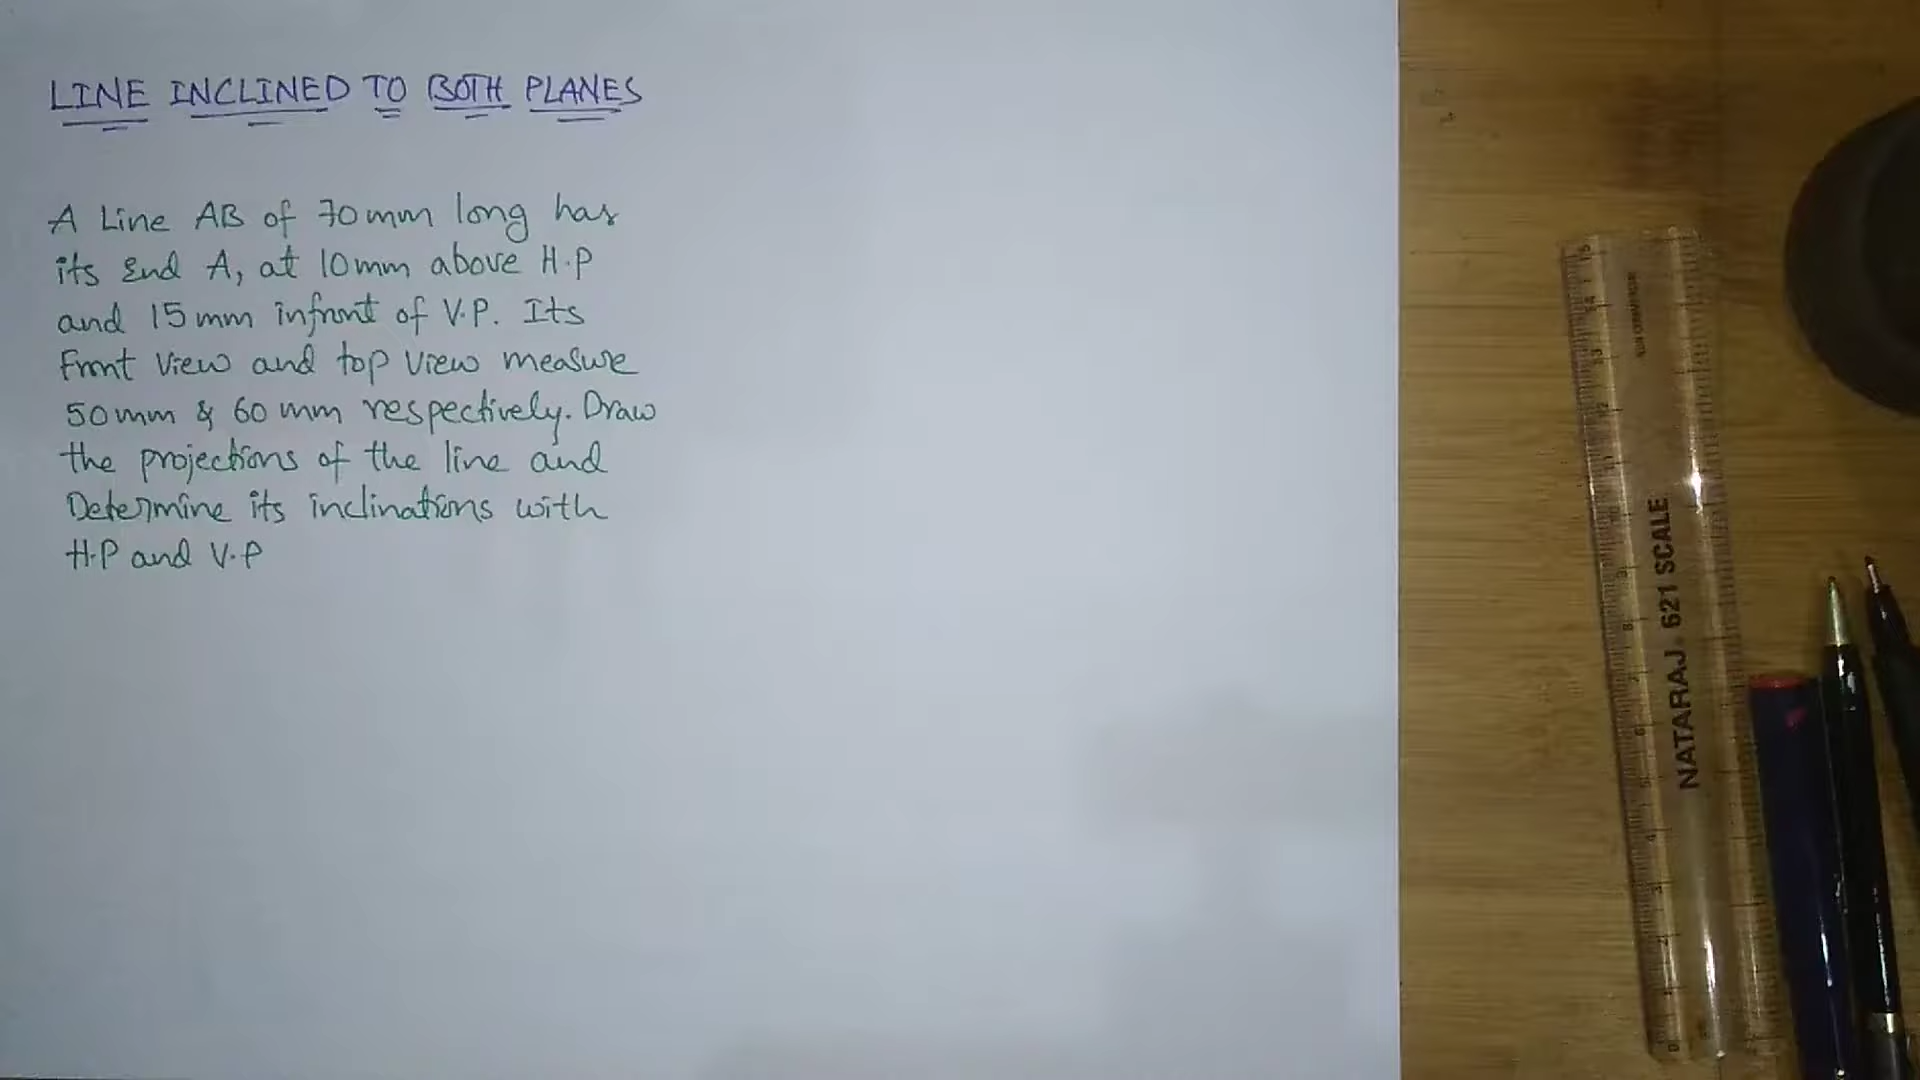 LINE INCLINED TO BOTH PLANES
A Line AB of 70mm long has
its End A, at 10mm above H.P
and 15mm infront of V.P. Its
Front View and top view measure
50mm & 60mm respectively. Draw
the projections of the line and
Determine its inclinations with
H.P and V.P
NATARAJ 621 SCALE